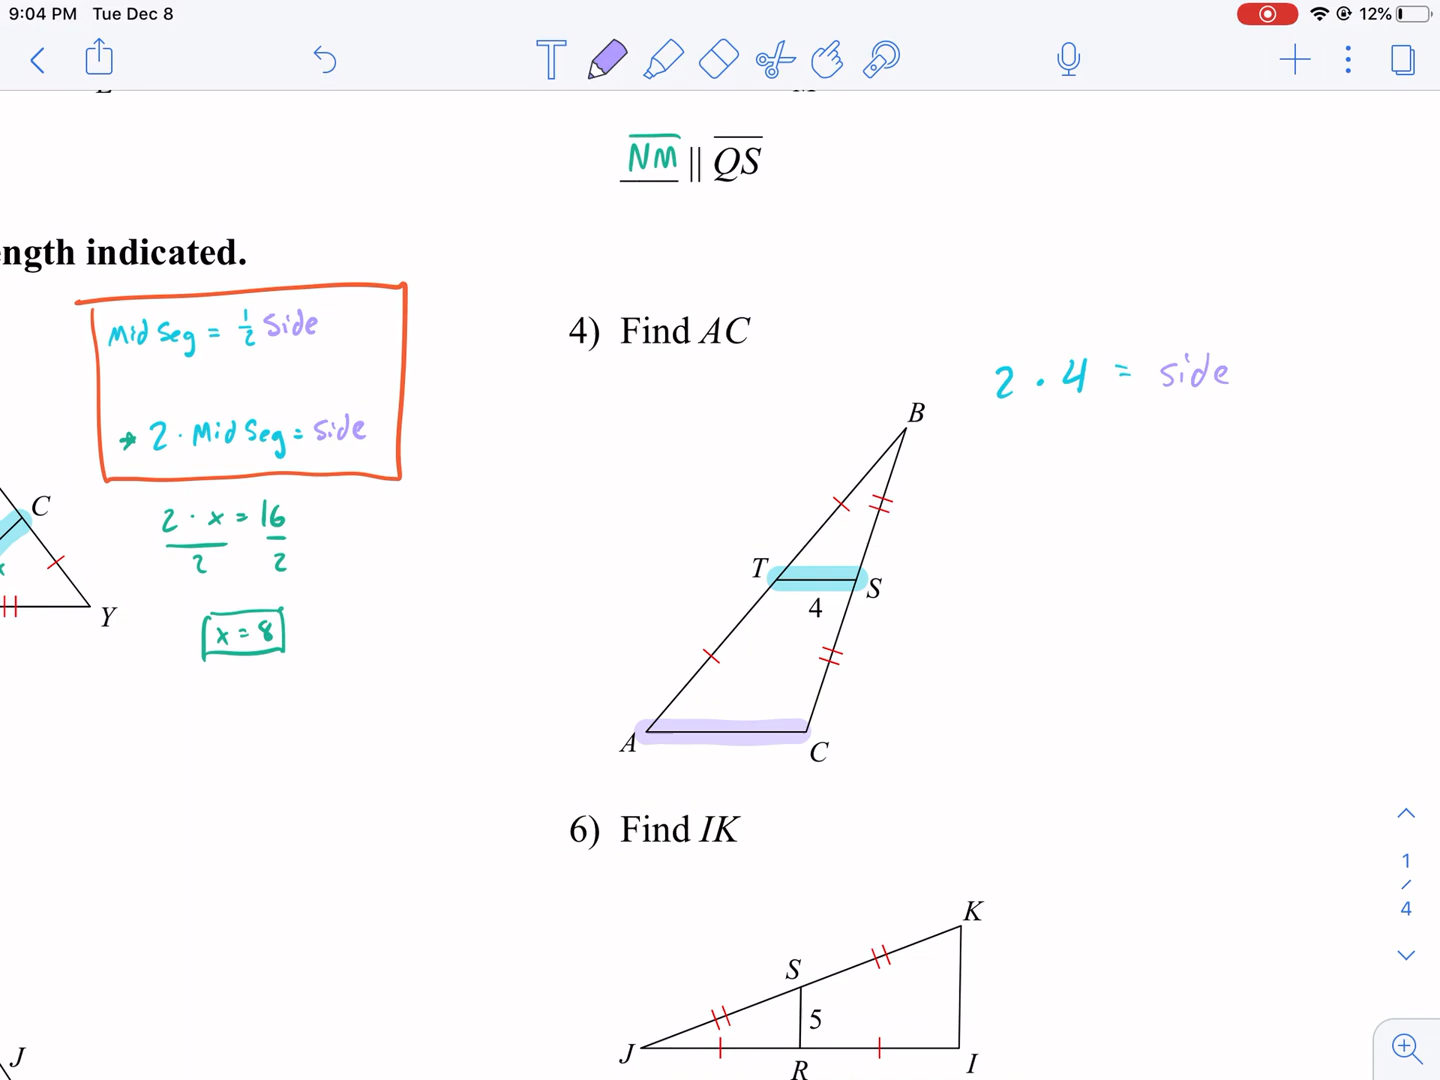 9:04 PM Tue Dec 8
12%
T
NM || QS
ength indicated.
Mid Seg = 1/2 Side
2 · Mid Seg = side
2 · x = 16
2 2
x = 8
C
Y
4) Find AC
2 · 4 = side
B
T
S
4
A
C
6) Find IK
K
S
5
J
R
I
J
1
/
4